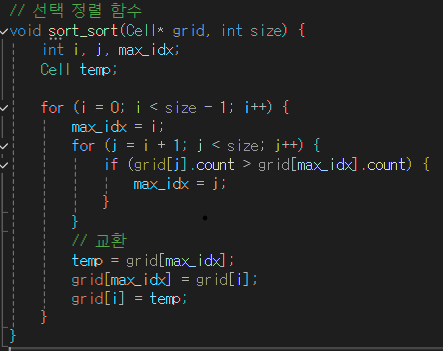 // 선택 정렬 함수
void sort_sort(Cell* grid, int size) {
int i, j, max_idx;
Cell temp;
for (i = 0; i < size - 1; i++) {
max_idx = i;
for (j = i + 1; j < size; j++) {
if (grid[j].count > grid[max_idx].count) {
max_idx = j;
}
}
// 교환
temp = grid[max_idx];
grid[max_idx] = grid[i];
grid[i] = temp;
}
}